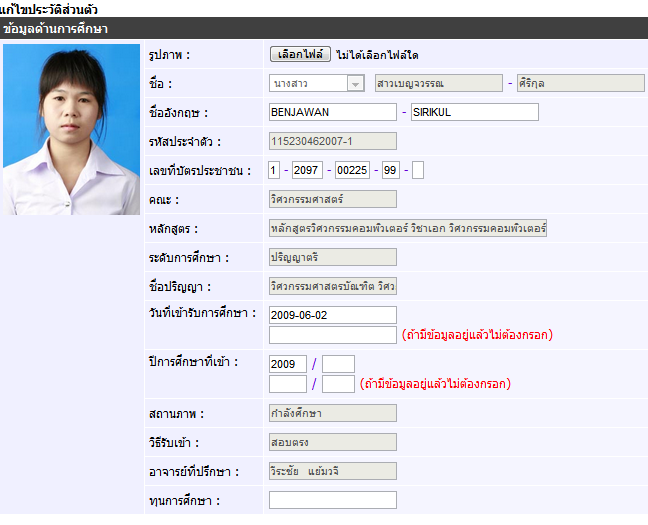 แก้ไขประวัติส่วนตัว
ข้อมูลด้านการศึกษา
รูปภาพ : เลือกไฟล์ ไม่ได้เลือกไฟล์ใด
ชื่อ : นางสาว สาวเบญจวรรณ - ศิริกุล
ชื่ออังกฤษ : BENJAWAN - SIRIKUL
รหัสประจำตัว : 115230462007-1
เลขที่บัตรประชาชน : 1 - 2097 - 00225 - 99 -
คณะ : วิศวกรรมศาสตร์
หลักสูตร : หลักสูตรวิศวกรรมคอมพิวเตอร์ วิชาเอก วิศวกรรมคอมพิวเตอร์
ระดับการศึกษา : ปริญญาตรี
ชื่อปริญญา : วิศวกรรมศาสตรบัณฑิต วิศว
วันที่เข้ารับการศึกษา : 2009-06-02
(ถ้ามีข้อมูลอยู่แล้วไม่ต้องกรอก)
ปีการศึกษาที่เข้า : 2009 /
/ (ถ้ามีข้อมูลอยู่แล้วไม่ต้องกรอก)
สถานภาพ : กำลังศึกษา
วิธีรับเข้า : สอบตรง
อาจารย์ที่ปรึกษา : วีระชัย แย้มวจี
ทุนการศึกษา :